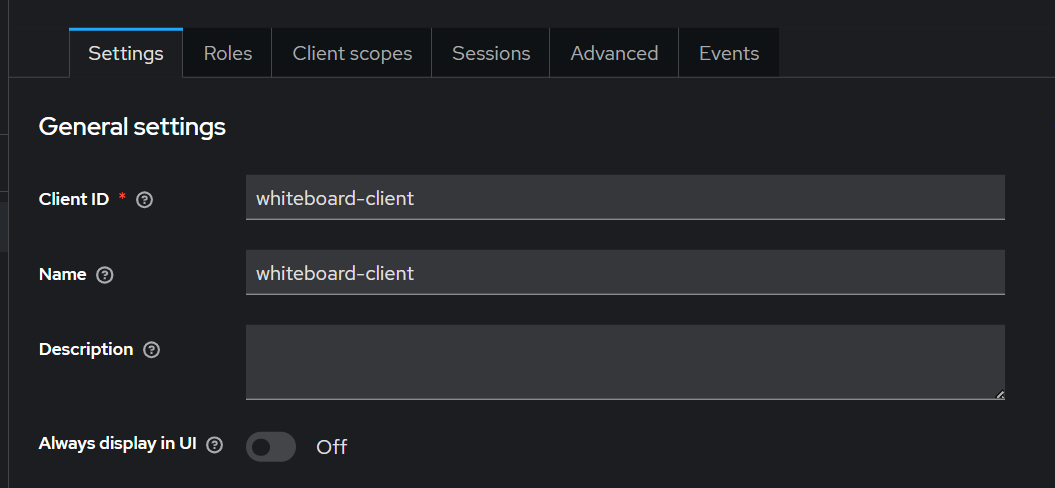 Settings Roles Client scopes Sessions Advanced Events
General settings
Client ID * whiteboard-client
Name whiteboard-client
Description
Always display in UI Off